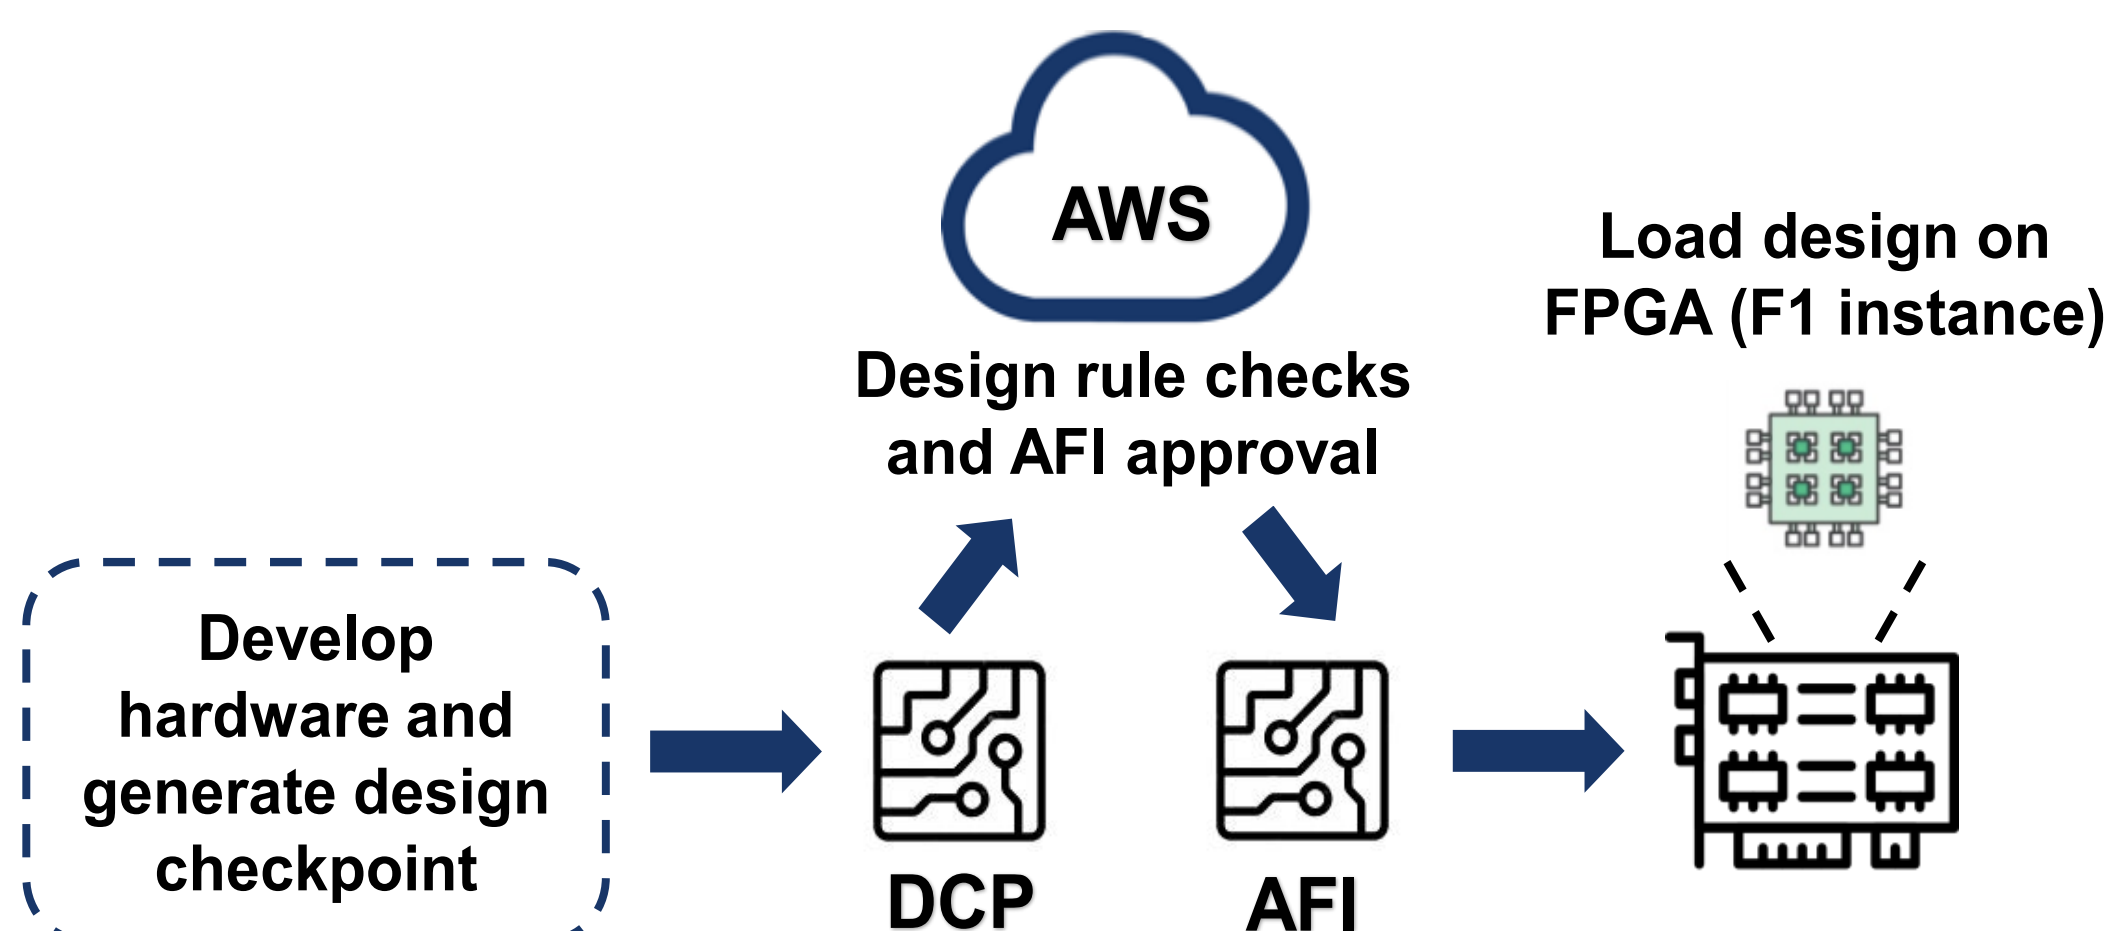 AWS
Design rule checks
and AFI approval
Load design on
FPGA (F1 instance)
Develop
hardware and
generate design
checkpoint
DCP
AFI